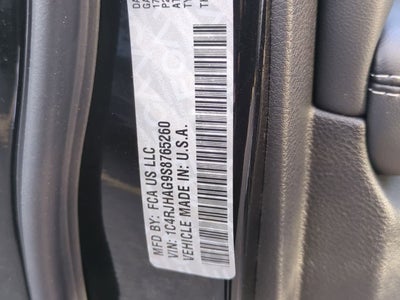 MFD BY: FCA US LLC
VIN: 1C4RJHAG9S8765260
VEHICLE MADE IN: U.S.A.